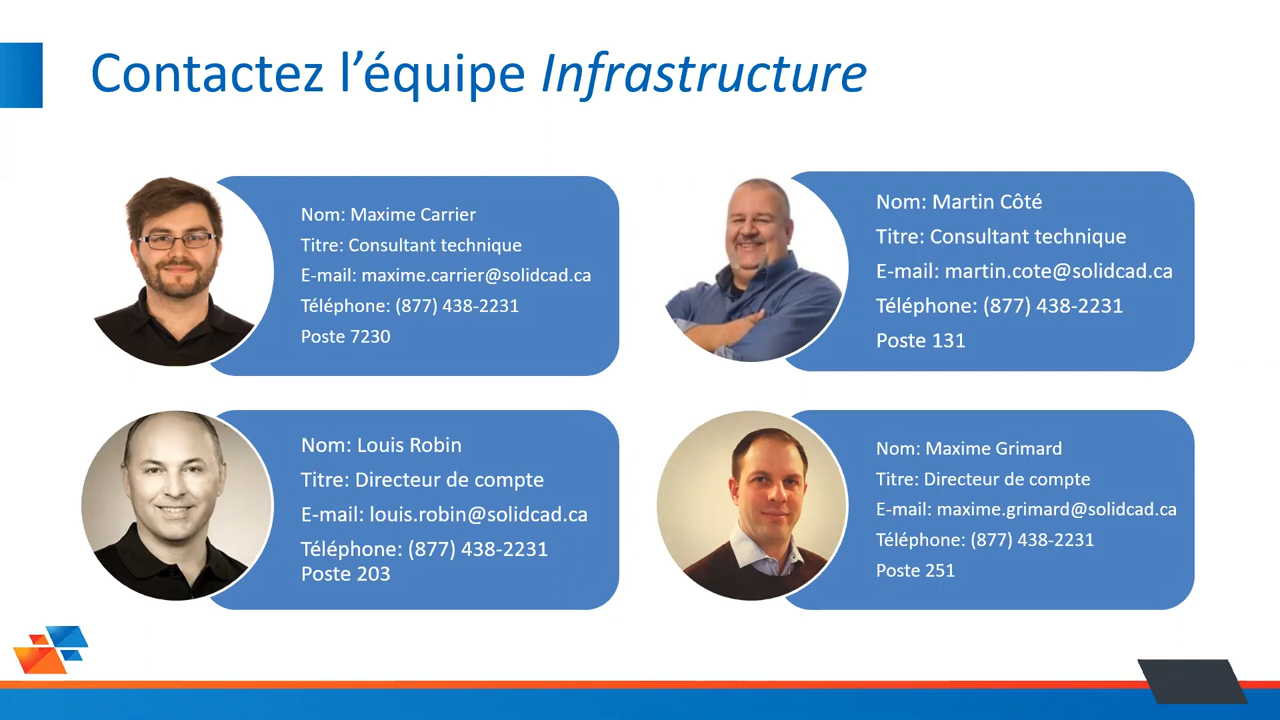 Contactez l’équipe Infrastructure
Nom: Maxime Carrier
Titre: Consultant technique
E-mail: maxime.carrier@solidcad.ca
Téléphone: (877) 438-2231
Poste 7230
Nom: Martin Côté
Titre: Consultant technique
E-mail: martin.cote@solidcad.ca
Téléphone: (877) 438-2231
Poste 131
Nom: Louis Robin
Titre: Directeur de compte
E-mail: louis.robin@solidcad.ca
Téléphone: (877) 438-2231
Poste 203
Nom: Maxime Grimard
Titre: Directeur de compte
E-mail: maxime.grimard@solidcad.ca
Téléphone: (877) 438-2231
Poste 251